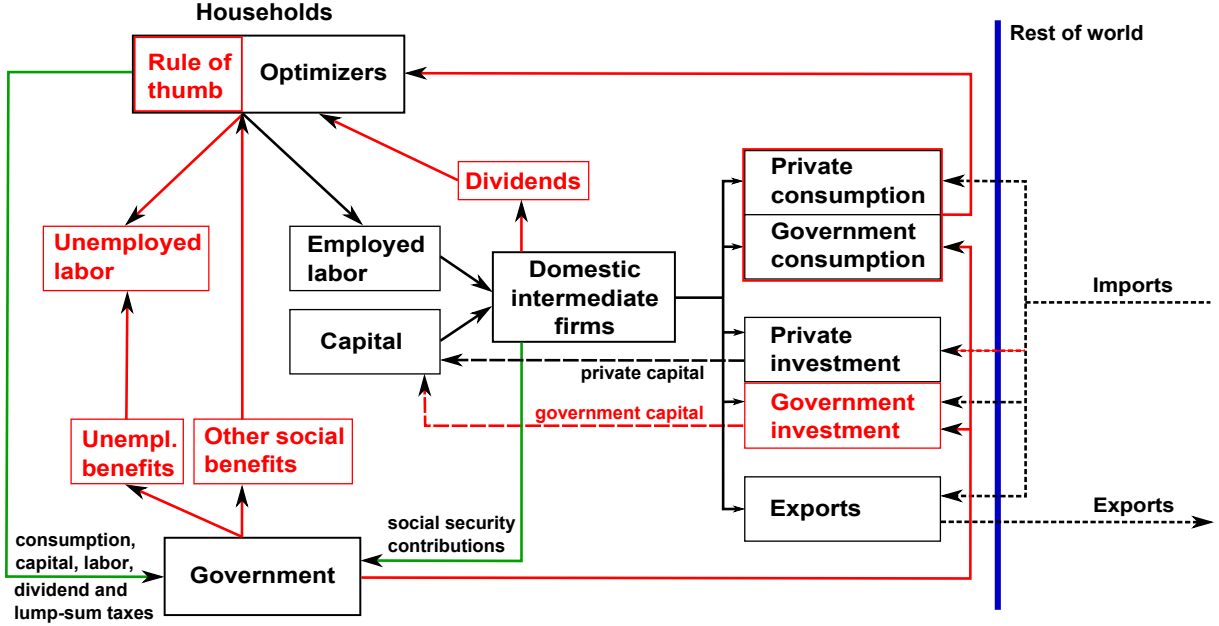 Households
Rest of world
Rule of
thumb
Optimizers
Dividends
Private
consumption
Government
consumption
Unemployed
labor
Employed
labor
Domestic
intermediate
firms
Imports
Capital
Private
investment
private capital
government capital
Government
investment
Unempl.
benefits
Other social
benefits
Exports
Exports
social security
contributions
consumption,
capital, labor,
dividend and
lump-sum taxes
Government